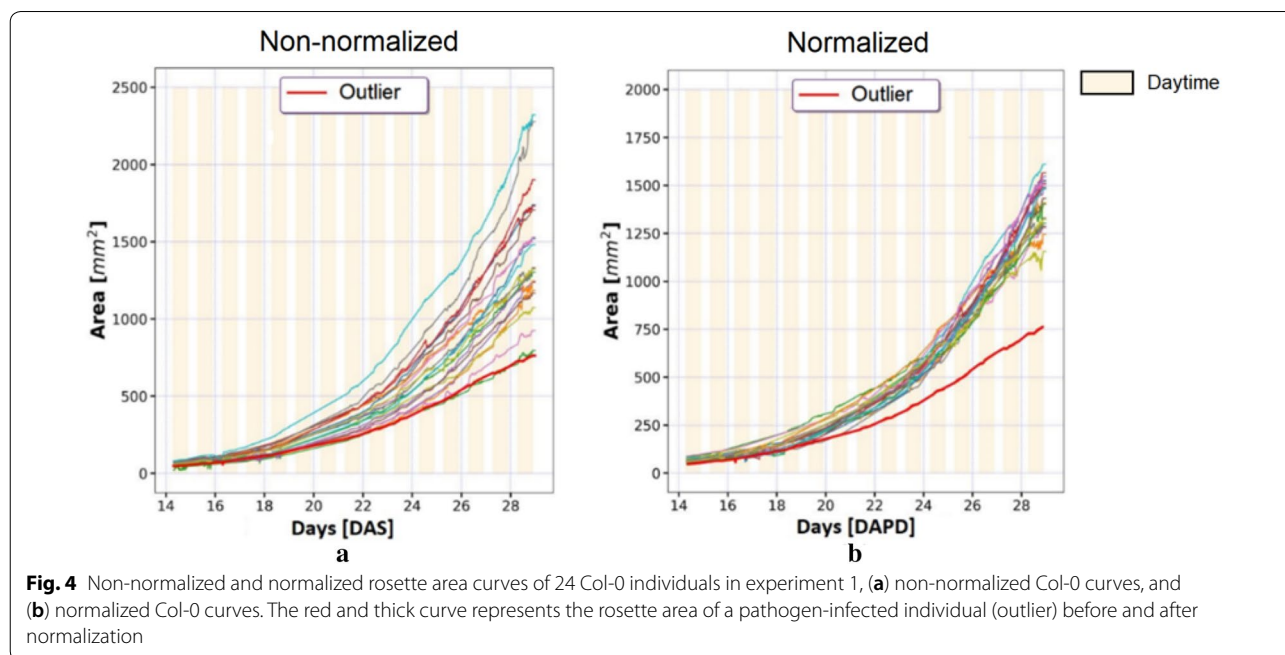 Non-normalized
Normalized
Outlier
Outlier
Daytime
2500
2000
1500
1000
500
0
Area [mm²]
14 16 18 20 22 24 26 28
Days [DAS]
a
2000
1750
1500
1250
1000
750
500
250
0
Area [mm²]
14 16 18 20 22 24 26 28
Days [DAPD]
b
Fig. 4 Non-normalized and normalized rosette area curves of 24 Col-0 individuals in experiment 1, (a) non-normalized Col-0 curves, and
(b) normalized Col-0 curves. The red and thick curve represents the rosette area of a pathogen-infected individual (outlier) before and after
normalization